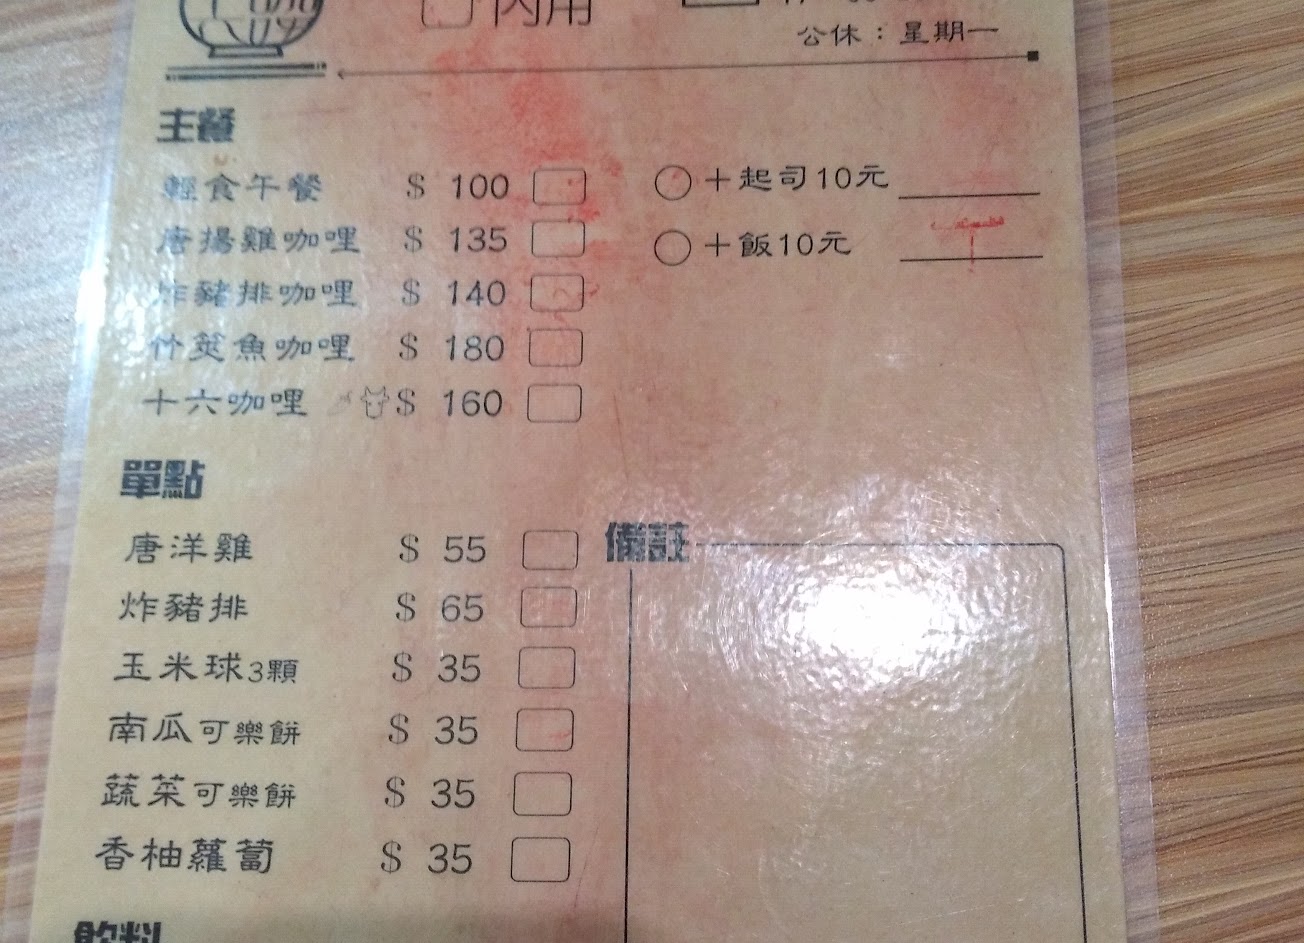 內用
公休：星期一
主餐
輕食午餐 $ 100
唐揚雞咖哩 $ 135
炸豬排咖哩 $ 140
竹筴魚咖哩 $ 180
十六咖哩 $ 160
＋起司10元
＋飯10元
單點
唐洋雞 $ 55
炸豬排 $ 65
玉米球3顆 $ 35
南瓜可樂餅 $ 35
蔬菜可樂餅 $ 35
香柚蘿蔔 $ 35
備註
飲料